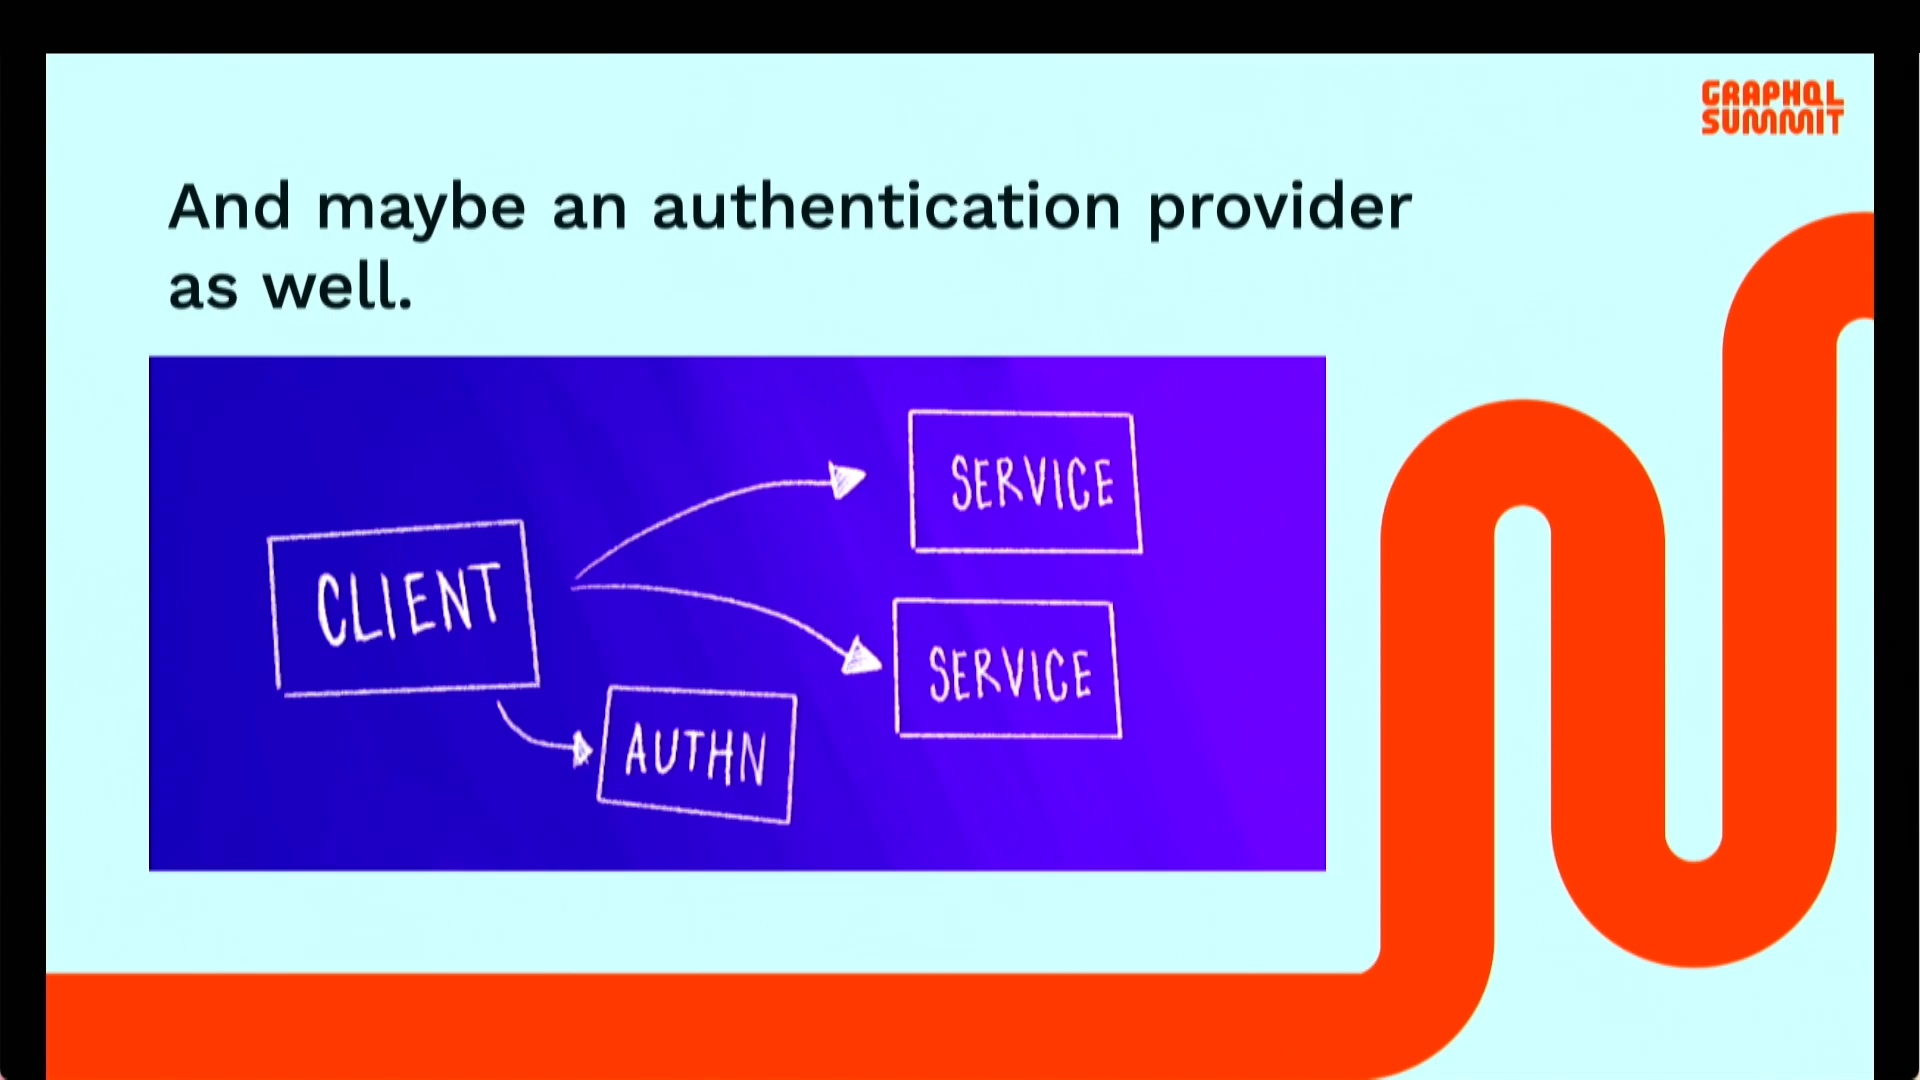 GRAPHQL
SUMMIT
And maybe an authentication provider
as well.
SERVICE
CLIENT
SERVICE
AUTHN